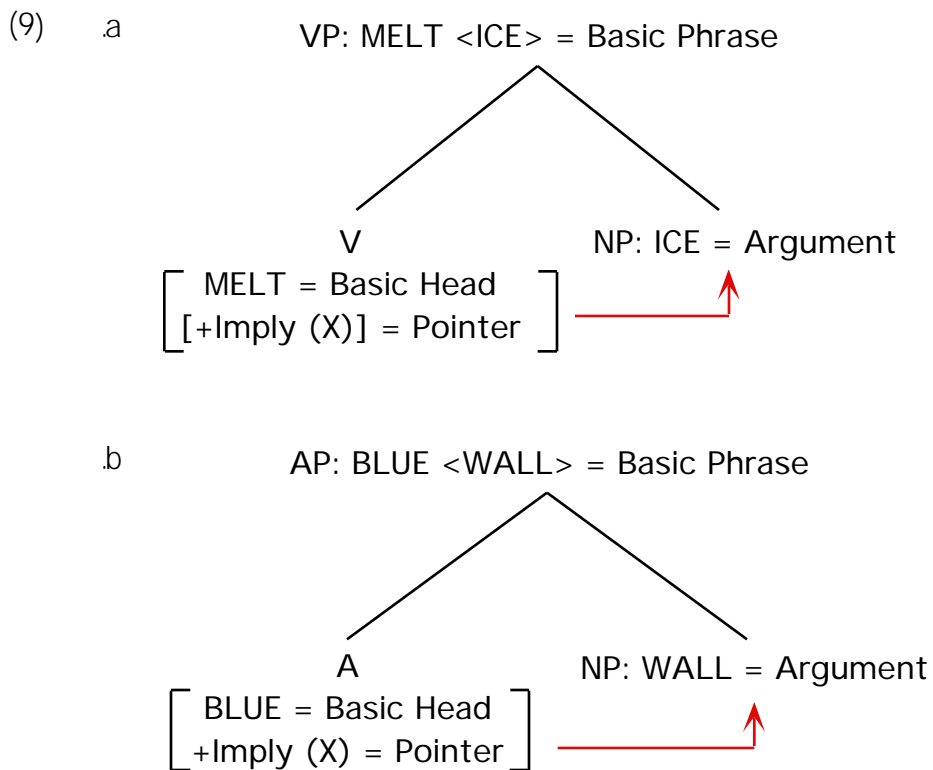 (9) .a VP: MELT <ICE> = Basic Phrase
V NP: ICE = Argument
MELT = Basic Head
[+Imply (X)] = Pointer
.b AP: BLUE <WALL> = Basic Phrase
A NP: WALL = Argument
BLUE = Basic Head
+Imply (X) = Pointer